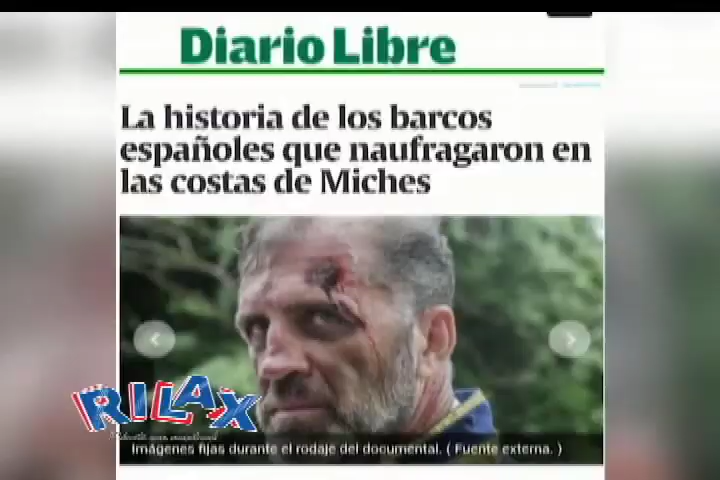 Diario Libre
La historia de los barcos
españoles que naufragaron en
las costas de Miches
RILAX
Imágenes fijas durante el rodaje del documental. ( Fuente externa. )